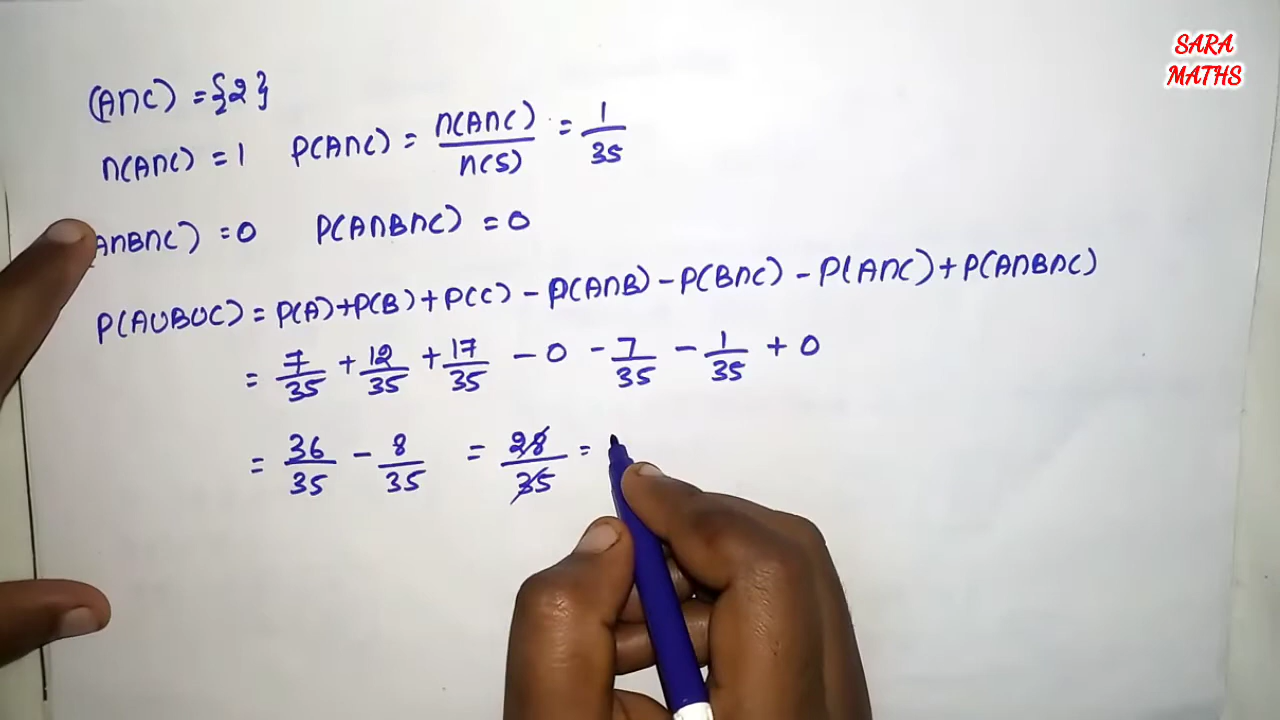 SARA
MATHS
(A∩C) = {2}
n(A∩C) = 1 P(A∩C) = n(A∩C)/n(S) = 1/35
A∩B∩C) = 0 P(A∩B∩C) = 0
P(A∪B∪C) = P(A)+P(B)+P(C) - P(A∩B) - P(B∩C) - P(A∩C) + P(A∩B∩C)
= 7/35 + 12/35 + 17/35 - 0 - 7/35 - 1/35 + 0
= 36/35 - 8/35 = 28/35 =